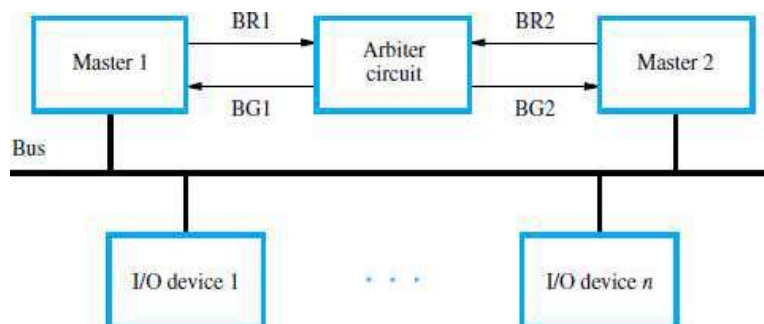 BR1
BR2
Master 1
Arbiter
circuit
Master 2
BG1
BG2
Bus
I/O device 1
. . .
I/O device n